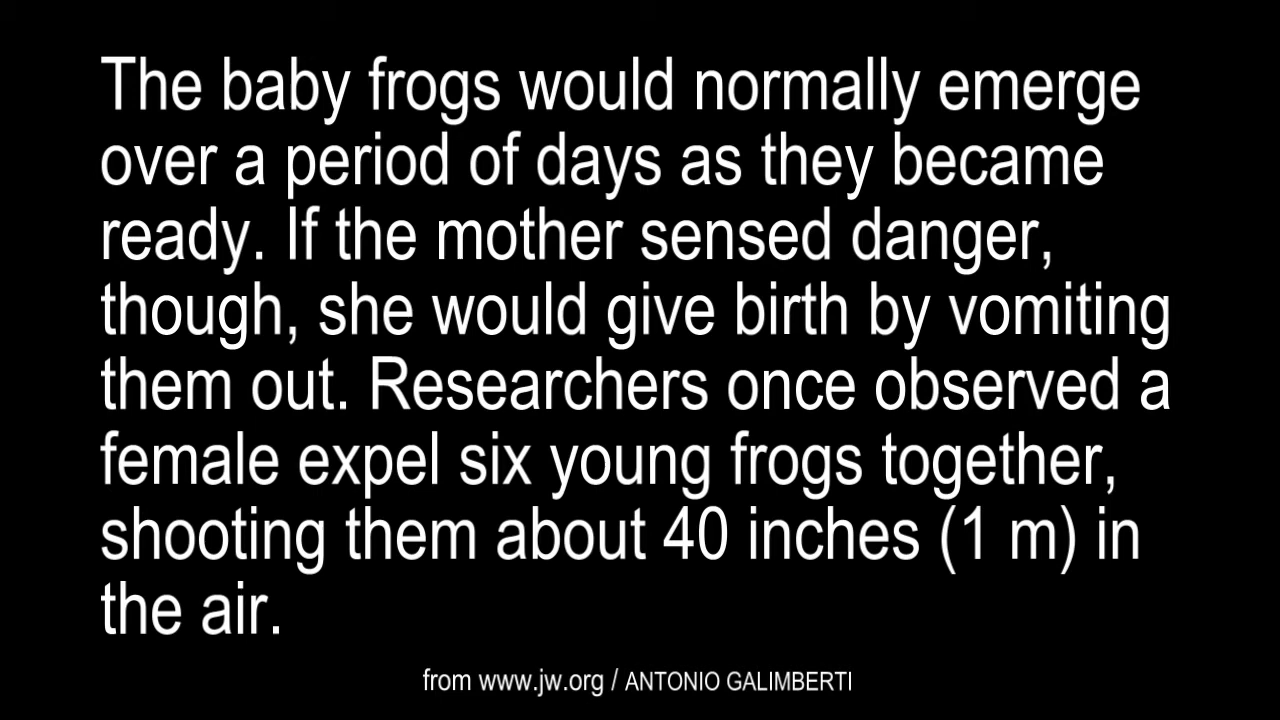 The baby frogs would normally emerge
over a period of days as they became
ready. If the mother sensed danger,
though, she would give birth by vomiting
them out. Researchers once observed a
female expel six young frogs together,
shooting them about 40 inches (1 m) in
the air.
from www.jw.org / ANTONIO GALIMBERTI